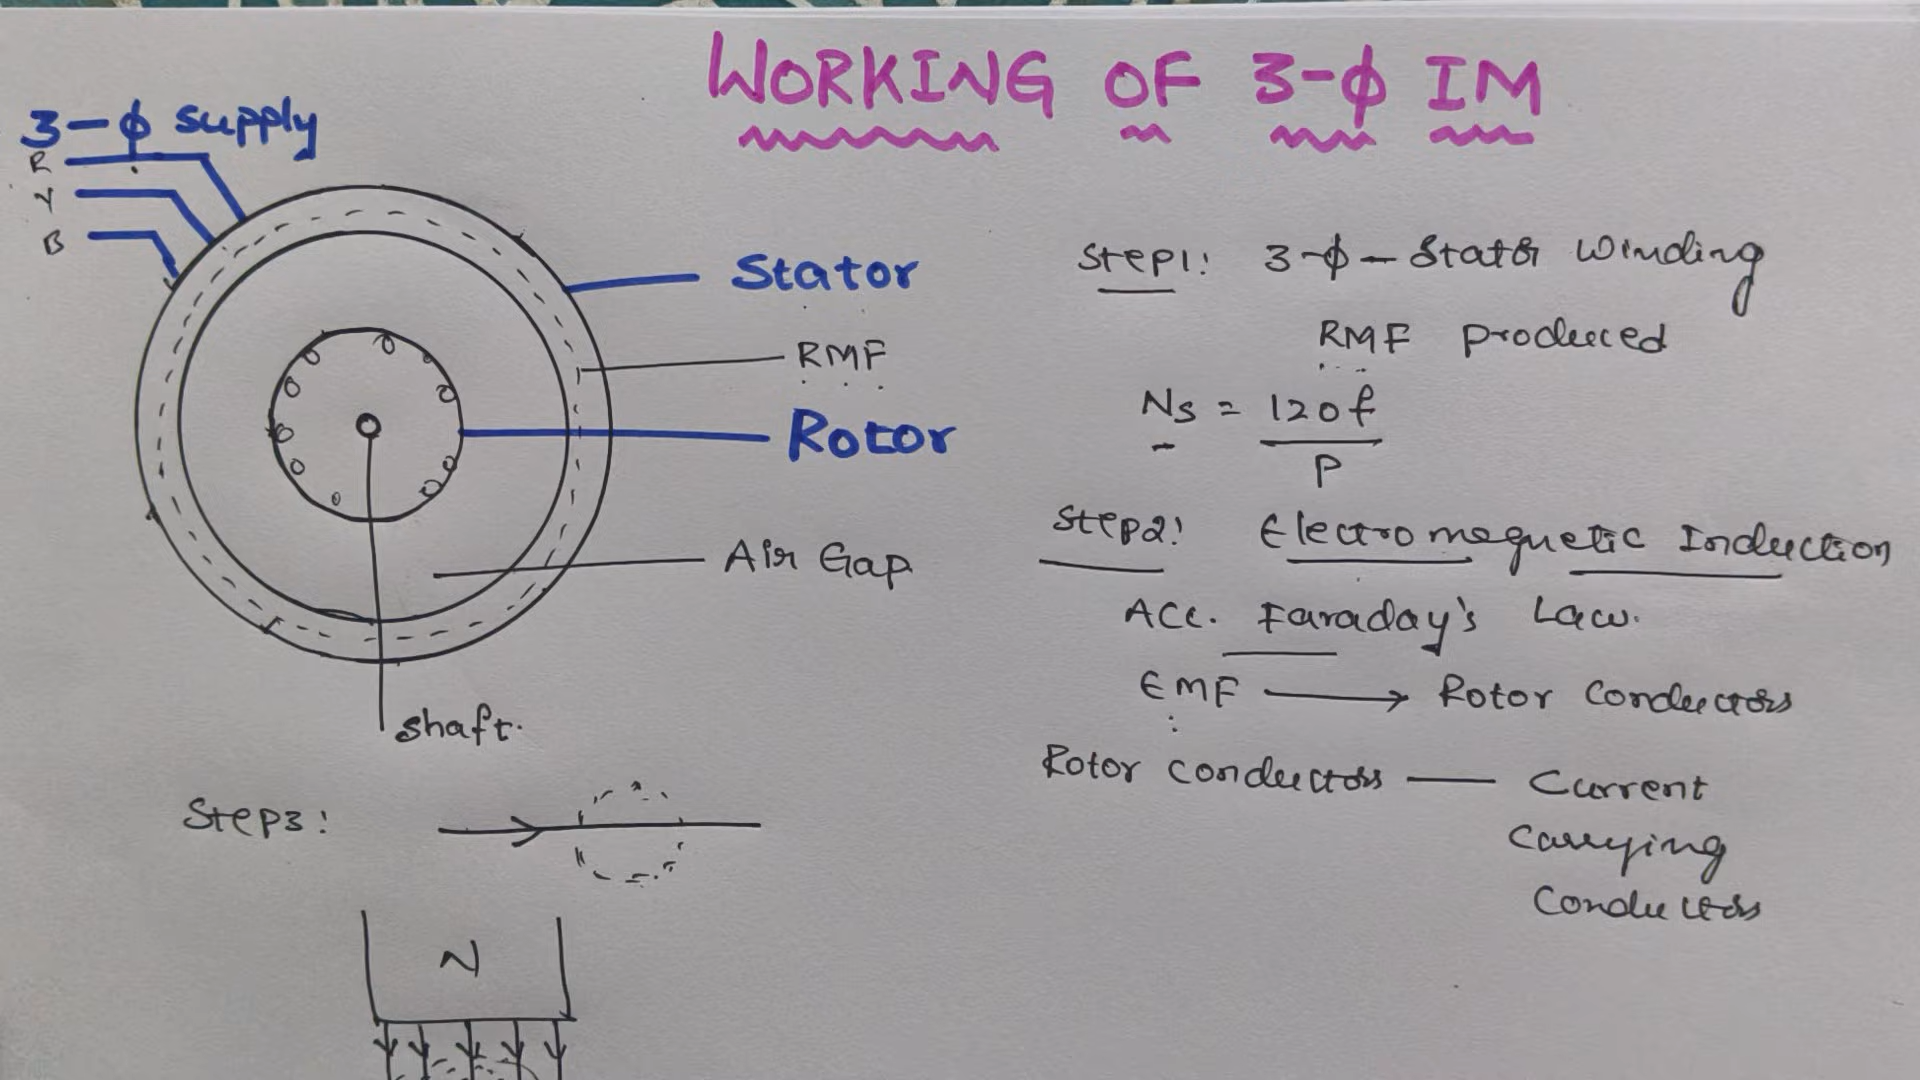 WORKING OF 3-ϕ IM
3-ϕ supply
R
Y
B
Stator
RMF
Rotor
Air Gap
shaft.
Step1: 3-ϕ - Stator winding
RMF produced
Ns = 120f
P
Step2: Electromegnetic Induction
Acc. Faraday's Law.
EMF → Rotor conductors
Rotor conductors — Current
Carrying
Conductors
Step3:
N